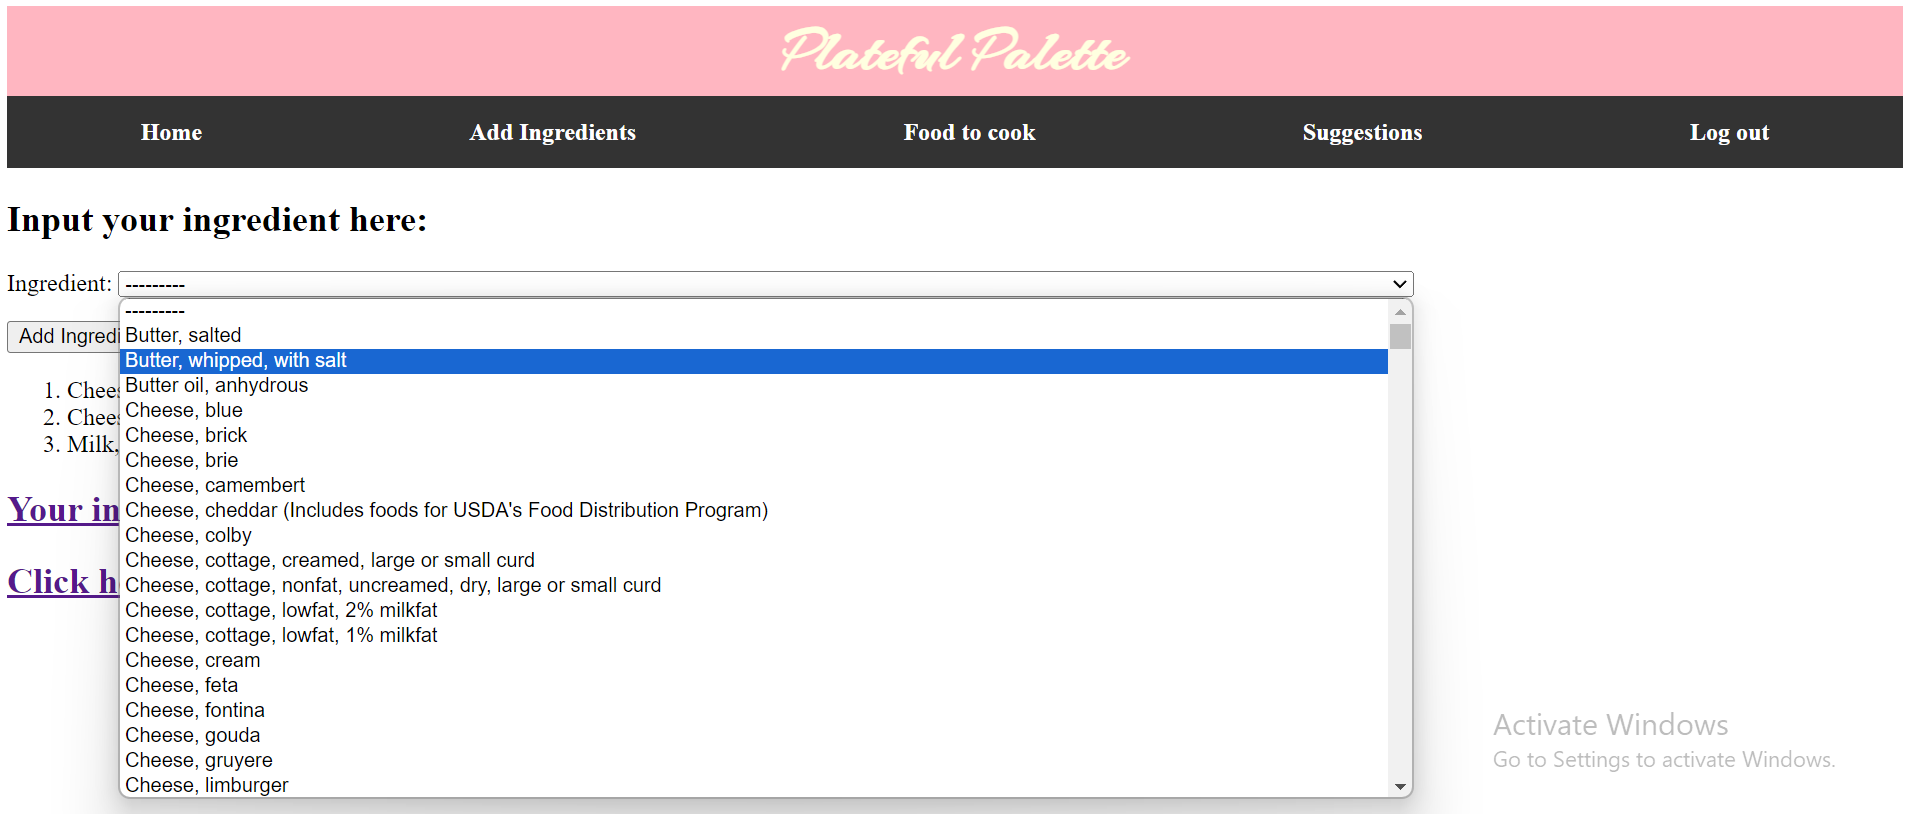 Plateful Palette
Home Add Ingredients Food to cook Suggestions Log out
Input your ingredient here:
Ingredient: ---------
---------
Add Ingredi
Butter, salted
Butter, whipped, with salt
Butter oil, anhydrous
Cheese, blue
Cheese, brick
Cheese, brie
Cheese, camembert
Cheese, cheddar (Includes foods for USDA's Food Distribution Program)
Cheese, colby
Cheese, cottage, creamed, large or small curd
Cheese, cottage, nonfat, uncreamed, dry, large or small curd
Cheese, cottage, lowfat, 2% milkfat
Cheese, cottage, lowfat, 1% milkfat
Cheese, cream
Cheese, feta
Cheese, fontina
Cheese, gouda
Cheese, gruyere
Cheese, limburger
1. Chees
2. Chees
3. Milk,
Your in
Click h
Activate Windows
Go to Settings to activate Windows.